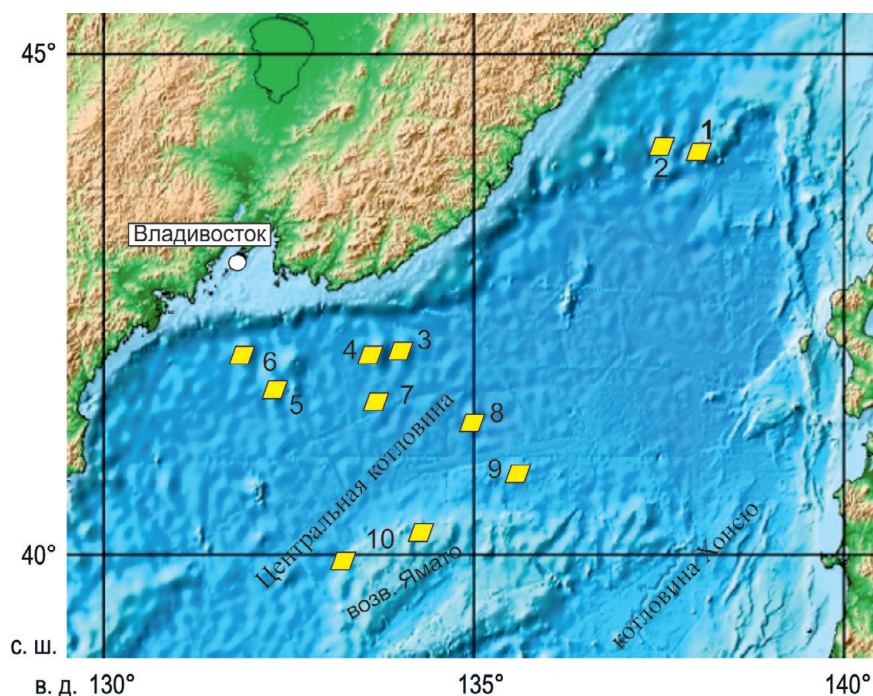 45°
1
2
Владивосток
4
3
6
5
7
8
9
Центральная котловина
10
40°
возв. Ямато
котловина Хонсю
с. ш.
в. д. 130°
135°
140°